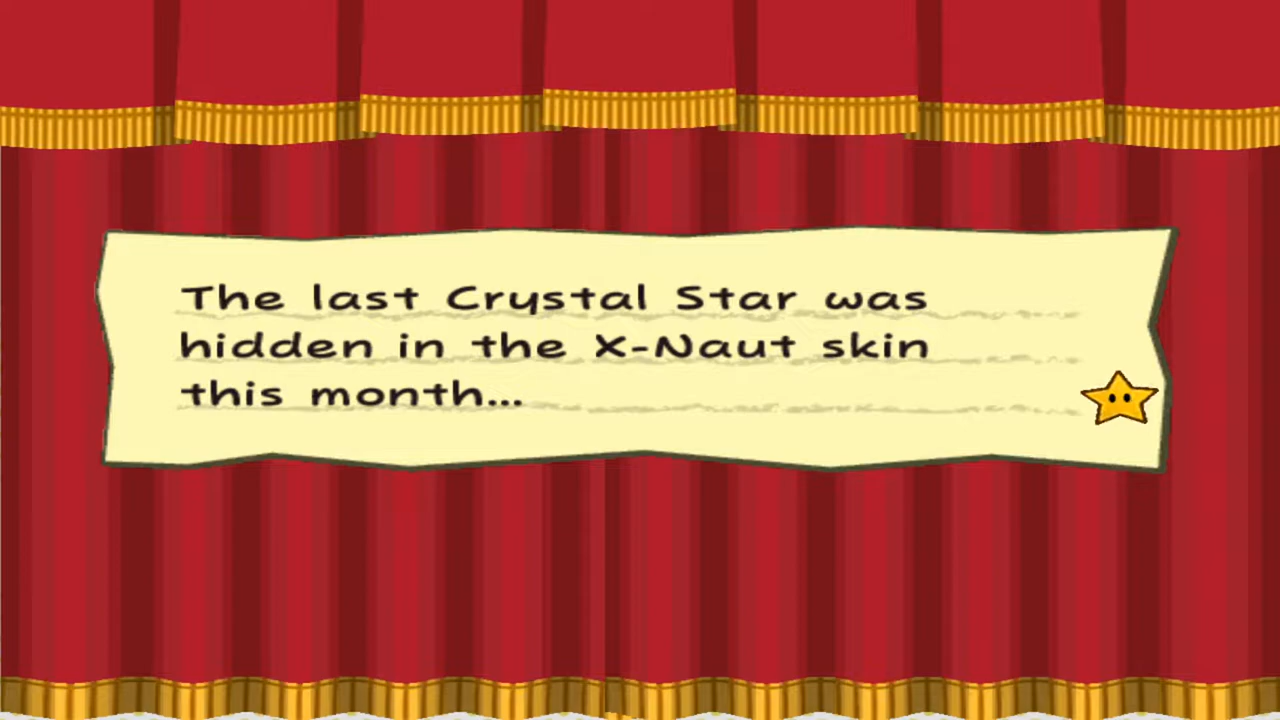 The last Crystal Star was
hidden in the X-Naut skin
this month...